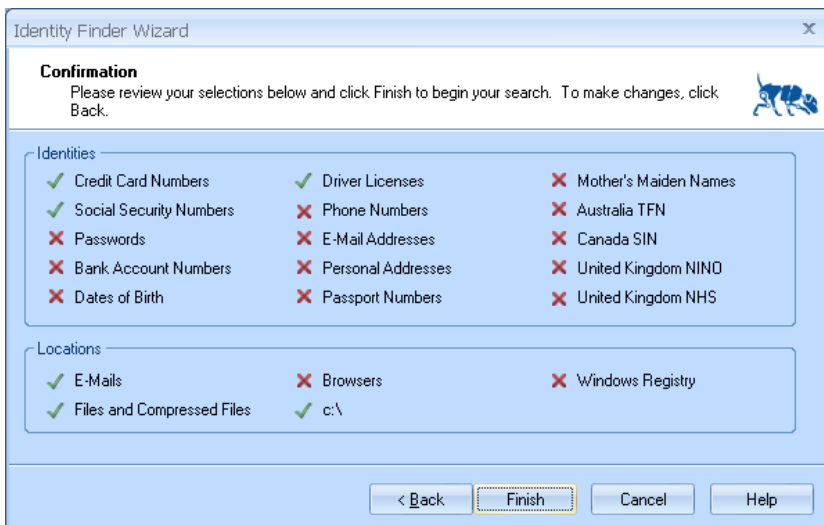 Identity Finder Wizard
Confirmation
Please review your selections below and click Finish to begin your search. To make changes, click
Back.
Identities
Credit Card Numbers
Driver Licenses
Mother's Maiden Names
Social Security Numbers
Phone Numbers
Australia TFN
Passwords
E-Mail Addresses
Canada SIN
Bank Account Numbers
Personal Addresses
United Kingdom NINO
Dates of Birth
Passport Numbers
United Kingdom NHS
Locations
E-Mails
Browsers
Windows Registry
Files and Compressed Files
c:\
< Back
Finish
Cancel
Help